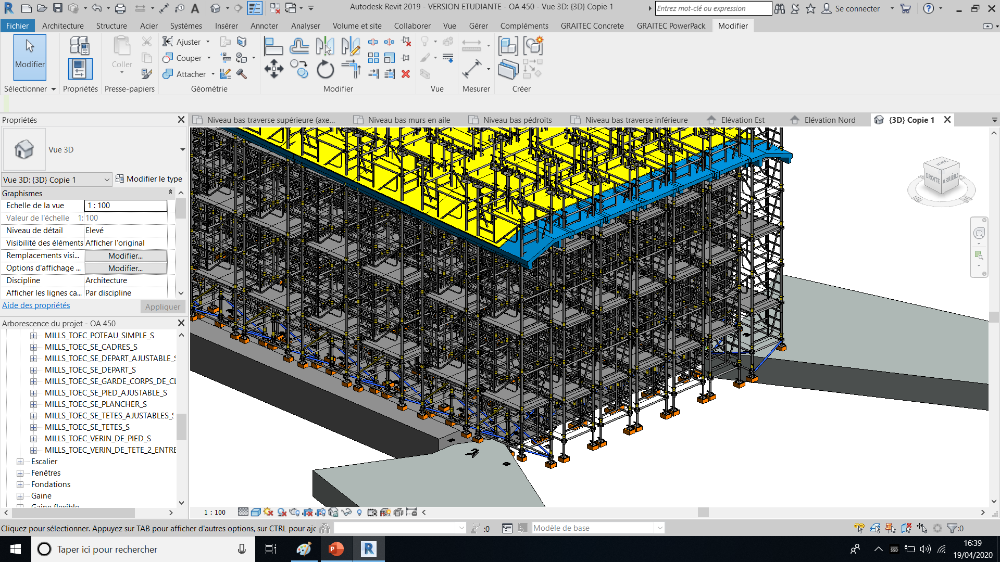 Autodesk Revit 2019 - VERSION ETUDIANTE - OA 450 - Vue 3D: {3D} Copie 1
Entrez mot-clé ou expression
Se connecter
Fichier Architecture Structure Acier Systèmes Insérer Annoter Analyser Volume et site Collaborer Vue Gérer Compléments GRAITEC Concrete GRAITEC PowerPack Modifier
Modifier
Coller
Ajuster
Couper
Attacher
Sélectionner Propriétés Presse-papiers Géométrie Modifier Vue Mesurer Créer
Propriétés
Niveau bas traverse supérieure (axe...
Niveau bas murs en aile
Niveau bas pédroits
Niveau bas traverse inférieure
Elévation Est
Elévation Nord
{3D} Copie 1
Vue 3D
Vue 3D: {3D} Copie 1
Modifier le type
Graphismes
Echelle de la vue 1 : 100
Valeur de l'échelle 1: 100
Niveau de détail Elevé
Visibilité des éléments Afficher l'original
Remplacements visi... Modifier...
Options d'affichage ... Modifier...
Discipline Architecture
Afficher les lignes ca... Par discipline
Aide des propriétés
Appliquer
DROITE ARRIÈRE
Arborescence du projet - OA 450
MILLS_TOEC_POTEAU_SIMPLE_S
MILLS_TOEC_SE_CADRES_S
MILLS_TOEC_SE_DEPART_AJUSTABLE_S
MILLS_TOEC_SE_DEPART_S
MILLS_TOEC_SE_GARDE_CORPS_DE_CL
MILLS_TOEC_SE_PIED_AJUSTABLE_S
MILLS_TOEC_SE_PLANCHER_S
MILLS_TOEC_SE_TETES_AJUSTABLES_S
MILLS_TOEC_SE_TETES_S
MILLS_TOEC_VERIN_DE_PIED_S
MILLS_TOEC_VERIN_DE_TETE_2_ENTRE
Escalier
Fenêtres
Fondations
Gaine
Gaine flexible
1 : 100
Cliquez pour sélectionner. Appuyez sur TAB pour afficher d'autres options, sur CTRL pour ajo
:0
Modèle de base
:0
Taper ici pour rechercher
SSD
16:39
19/04/2020